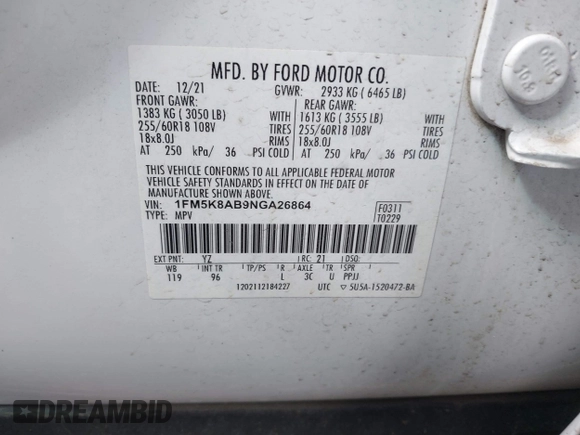 MFD. BY FORD MOTOR CO.
DATE: 12/21 GVWR: 2933 KG ( 6465 LB)
FRONT GAWR: REAR GAWR:
1383 KG ( 3050 LB) WITH 1613 KG ( 3555 LB) WITH
255/60R18 108V TIRES 255/60R18 108V TIRES
18x8.0J RIMS 18x8.0J RIMS
AT 250 kPa/ 36 PSI COLD AT 250 kPa/ 36 PSI COLD
THIS VEHICLE CONFORMS TO ALL APPLICABLE FEDERAL MOTOR
VEHICLE SAFETY AND THEFT PREVENTION STANDARDS
IN EFFECT ON THE DATE OF MANUFACTURE
SHOWN ABOVE.
VIN: 1FM5K8AB9NGA26864 F0311
TYPE: MPV T0229
EXT PNT: YZ RC: 21 DSO:
WB INT TR TP/PS R AXLE TR SPR
119 96 L 3C U PPJJ
1202112184227 UTC 5U5A-1520472-BA
DREAMBID